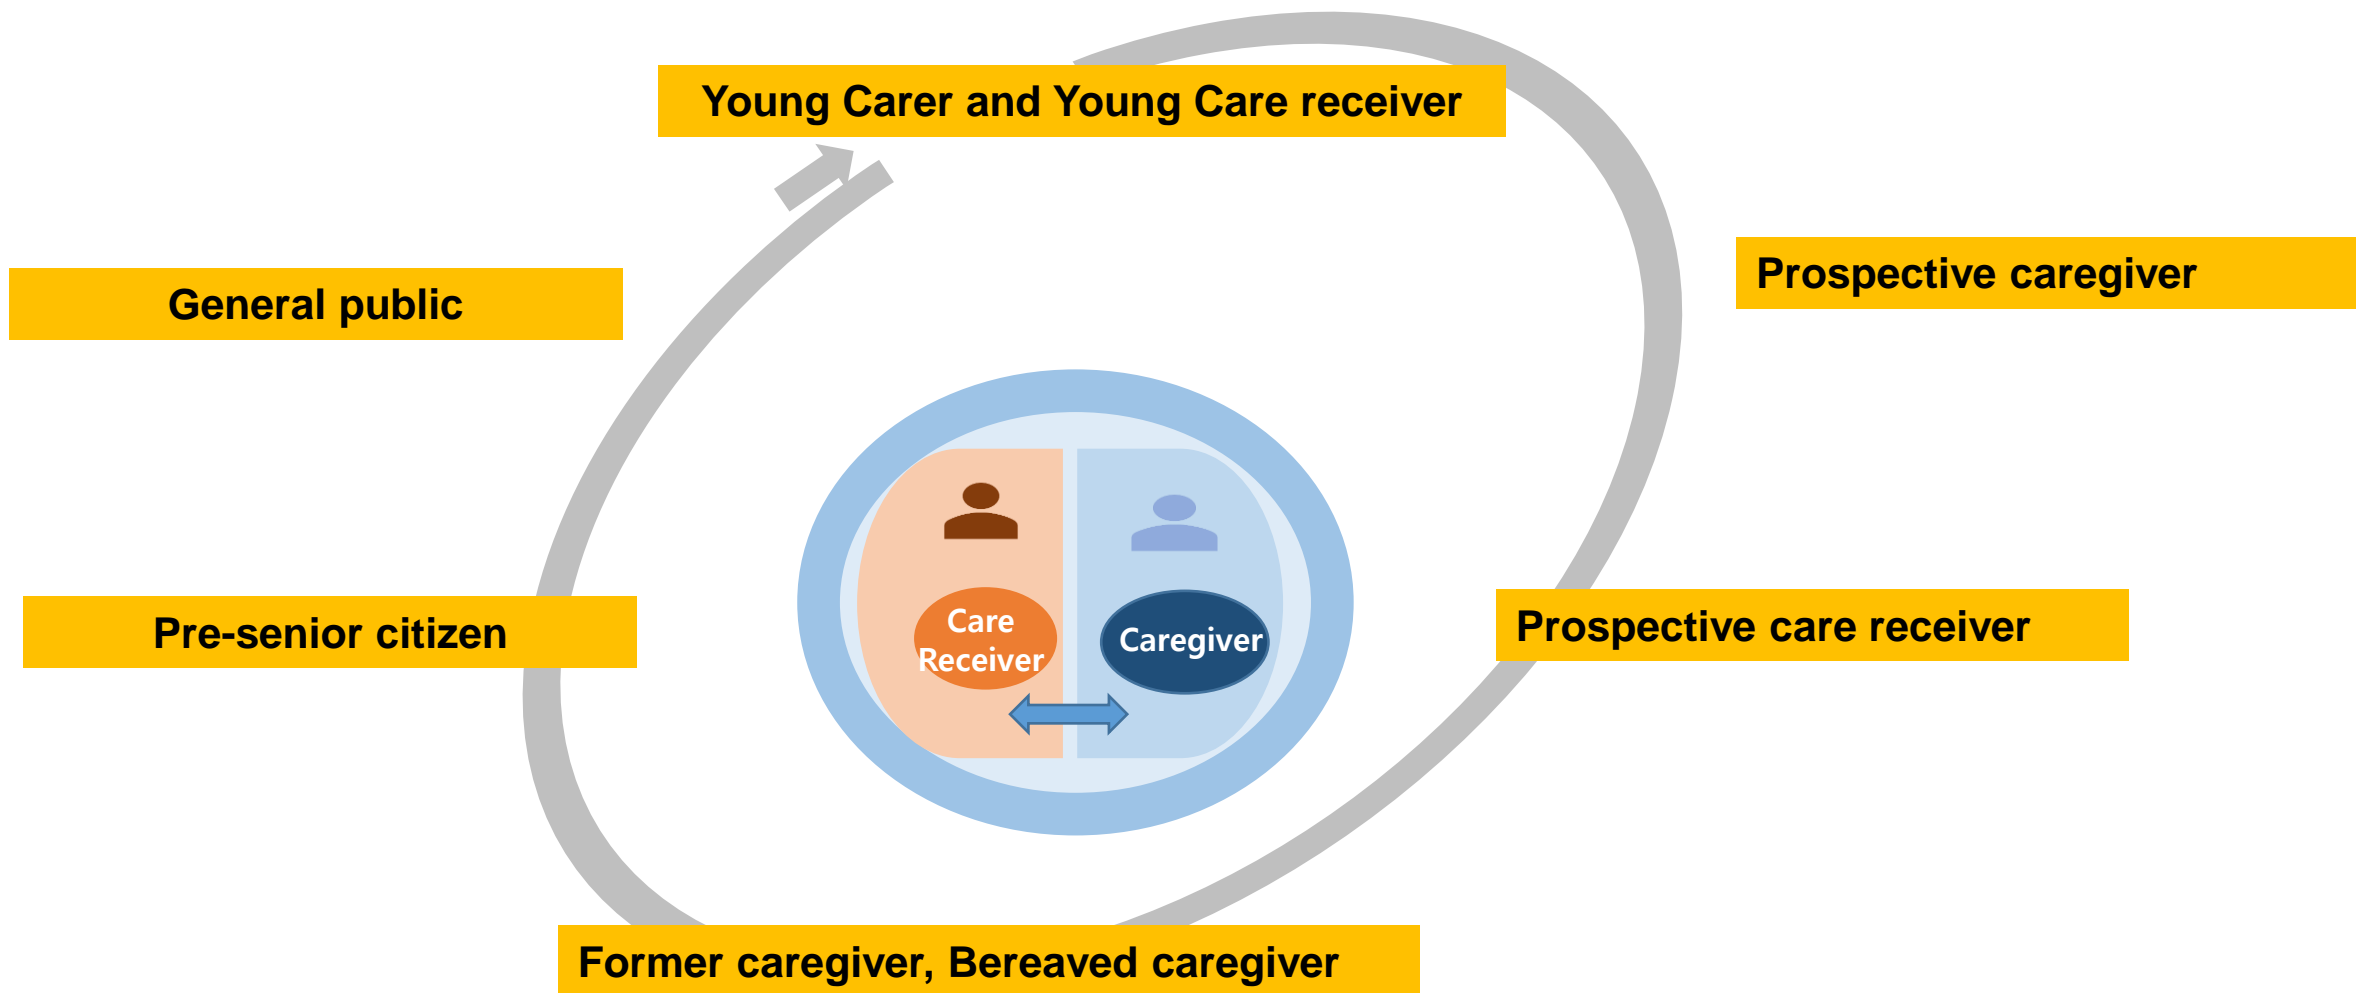 Young Carer and Young Care receiver
Prospective caregiver
General public
Care
Receiver
Caregiver
Prospective care receiver
Pre-senior citizen
Former caregiver, Bereaved caregiver